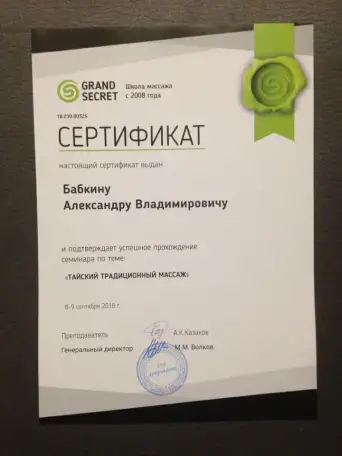 GRAND
SECRET
Школа массажа
с 2008 года
СЕРТИФИКАТ
настоящий сертификат выдан
Бабкину
Александру Владимировичу
и подтверждает успешное прохождение
семинара по теме:
«ТАЙСКИЙ ТРАДИЦИОННЫЙ МАССАЖ»
8-9 сентября 2018 г.
Преподаватель А.К.Казаков
Генеральный директор М.М. Волков